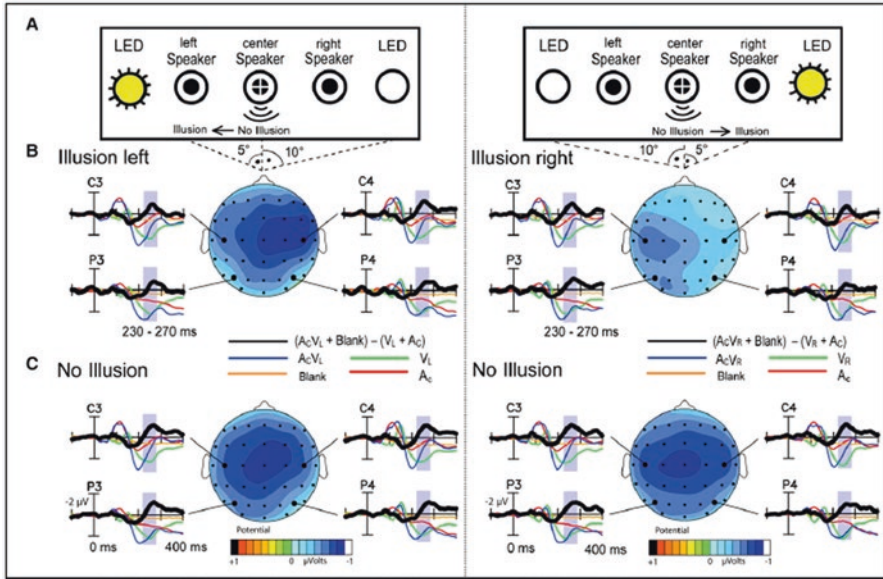 A
LED
left
Speaker
center
Speaker
right
Speaker
LED
Illusion ← No Illusion
5°
10°
LED
left
Speaker
center
Speaker
right
Speaker
LED
No Illusion → Illusion
10°
5°
B
Illusion left
C3
C4
P3
P4
230 - 270 ms
(AcVL + Blank) – (VL + Ac)
AcVL
VL
Blank
Ac
Illusion right
C3
C4
P3
P4
230 - 270 ms
(AcVR + Blank) – (VR + Ac)
AcVR
VR
Blank
Ac
C
No Illusion
C3
C4
P3
P4
-2 µV
0 ms
400 ms
Potential
+1
0
µVolts
-1
No Illusion
C3
C4
P3
P4
-2 µV
0 ms
400 ms
Potential
+1
0
µVolts
-1